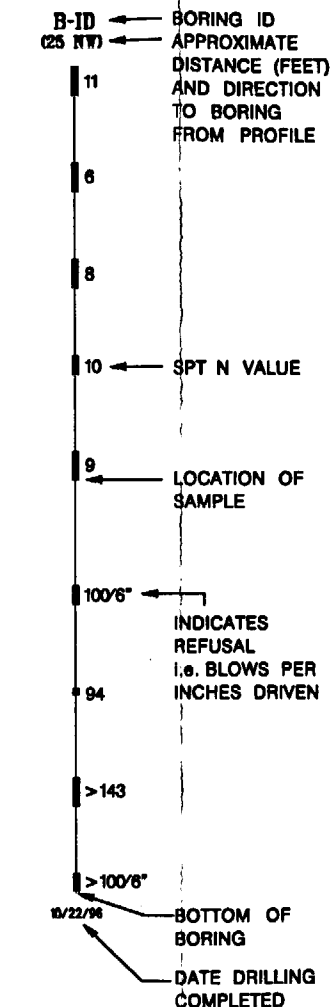 B-ID
BORING ID
(25 NW)
APPROXIMATE
DISTANCE (FEET)
AND DIRECTION
TO BORING
FROM PROFILE
11
6
8
10
SPT N VALUE
9
LOCATION OF
SAMPLE
100/6"
INDICATES
REFUSAL
i.e. BLOWS PER
INCHES DRIVEN
94
>143
>100/6"
10/22/96
BOTTOM OF
BORING
DATE DRILLING
COMPLETED